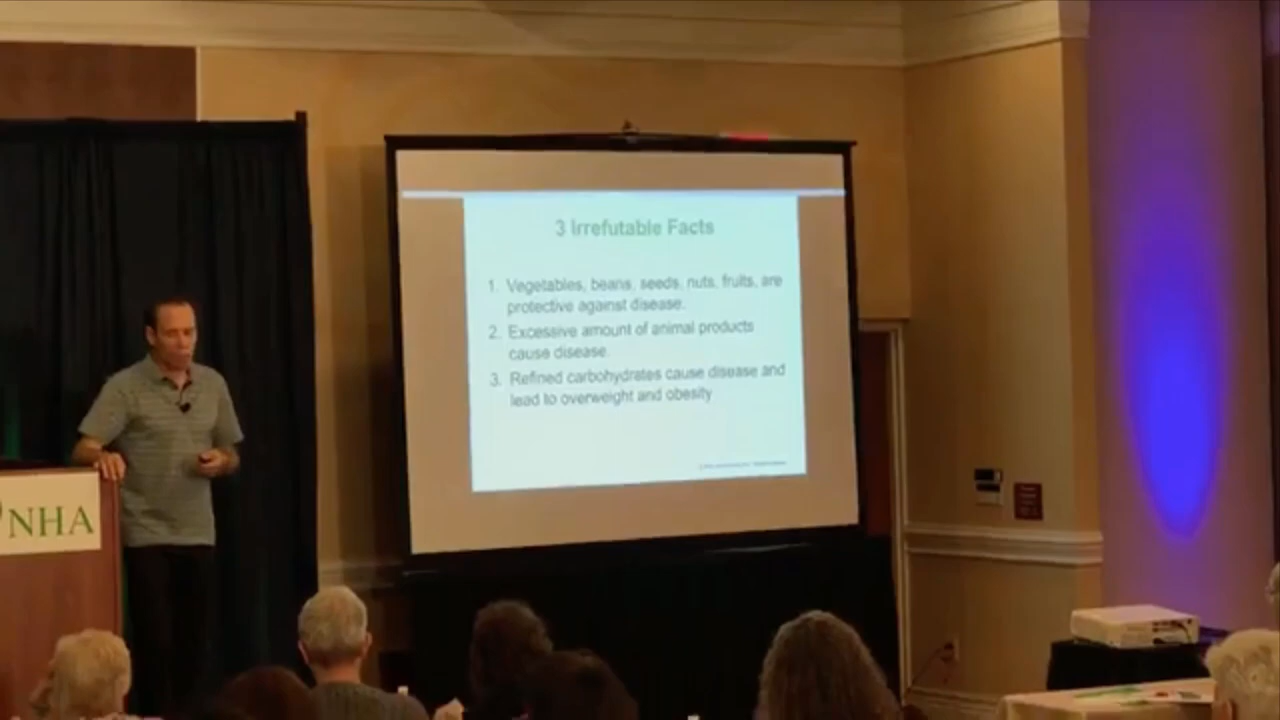 3 Irrefutable Facts
1. Vegetables, beans, seeds, nuts, fruits, are
protective against disease.
2. Excessive amount of animal products
cause disease.
3. Refined carbohydrates cause disease and
lead to overweight and obesity
NHA